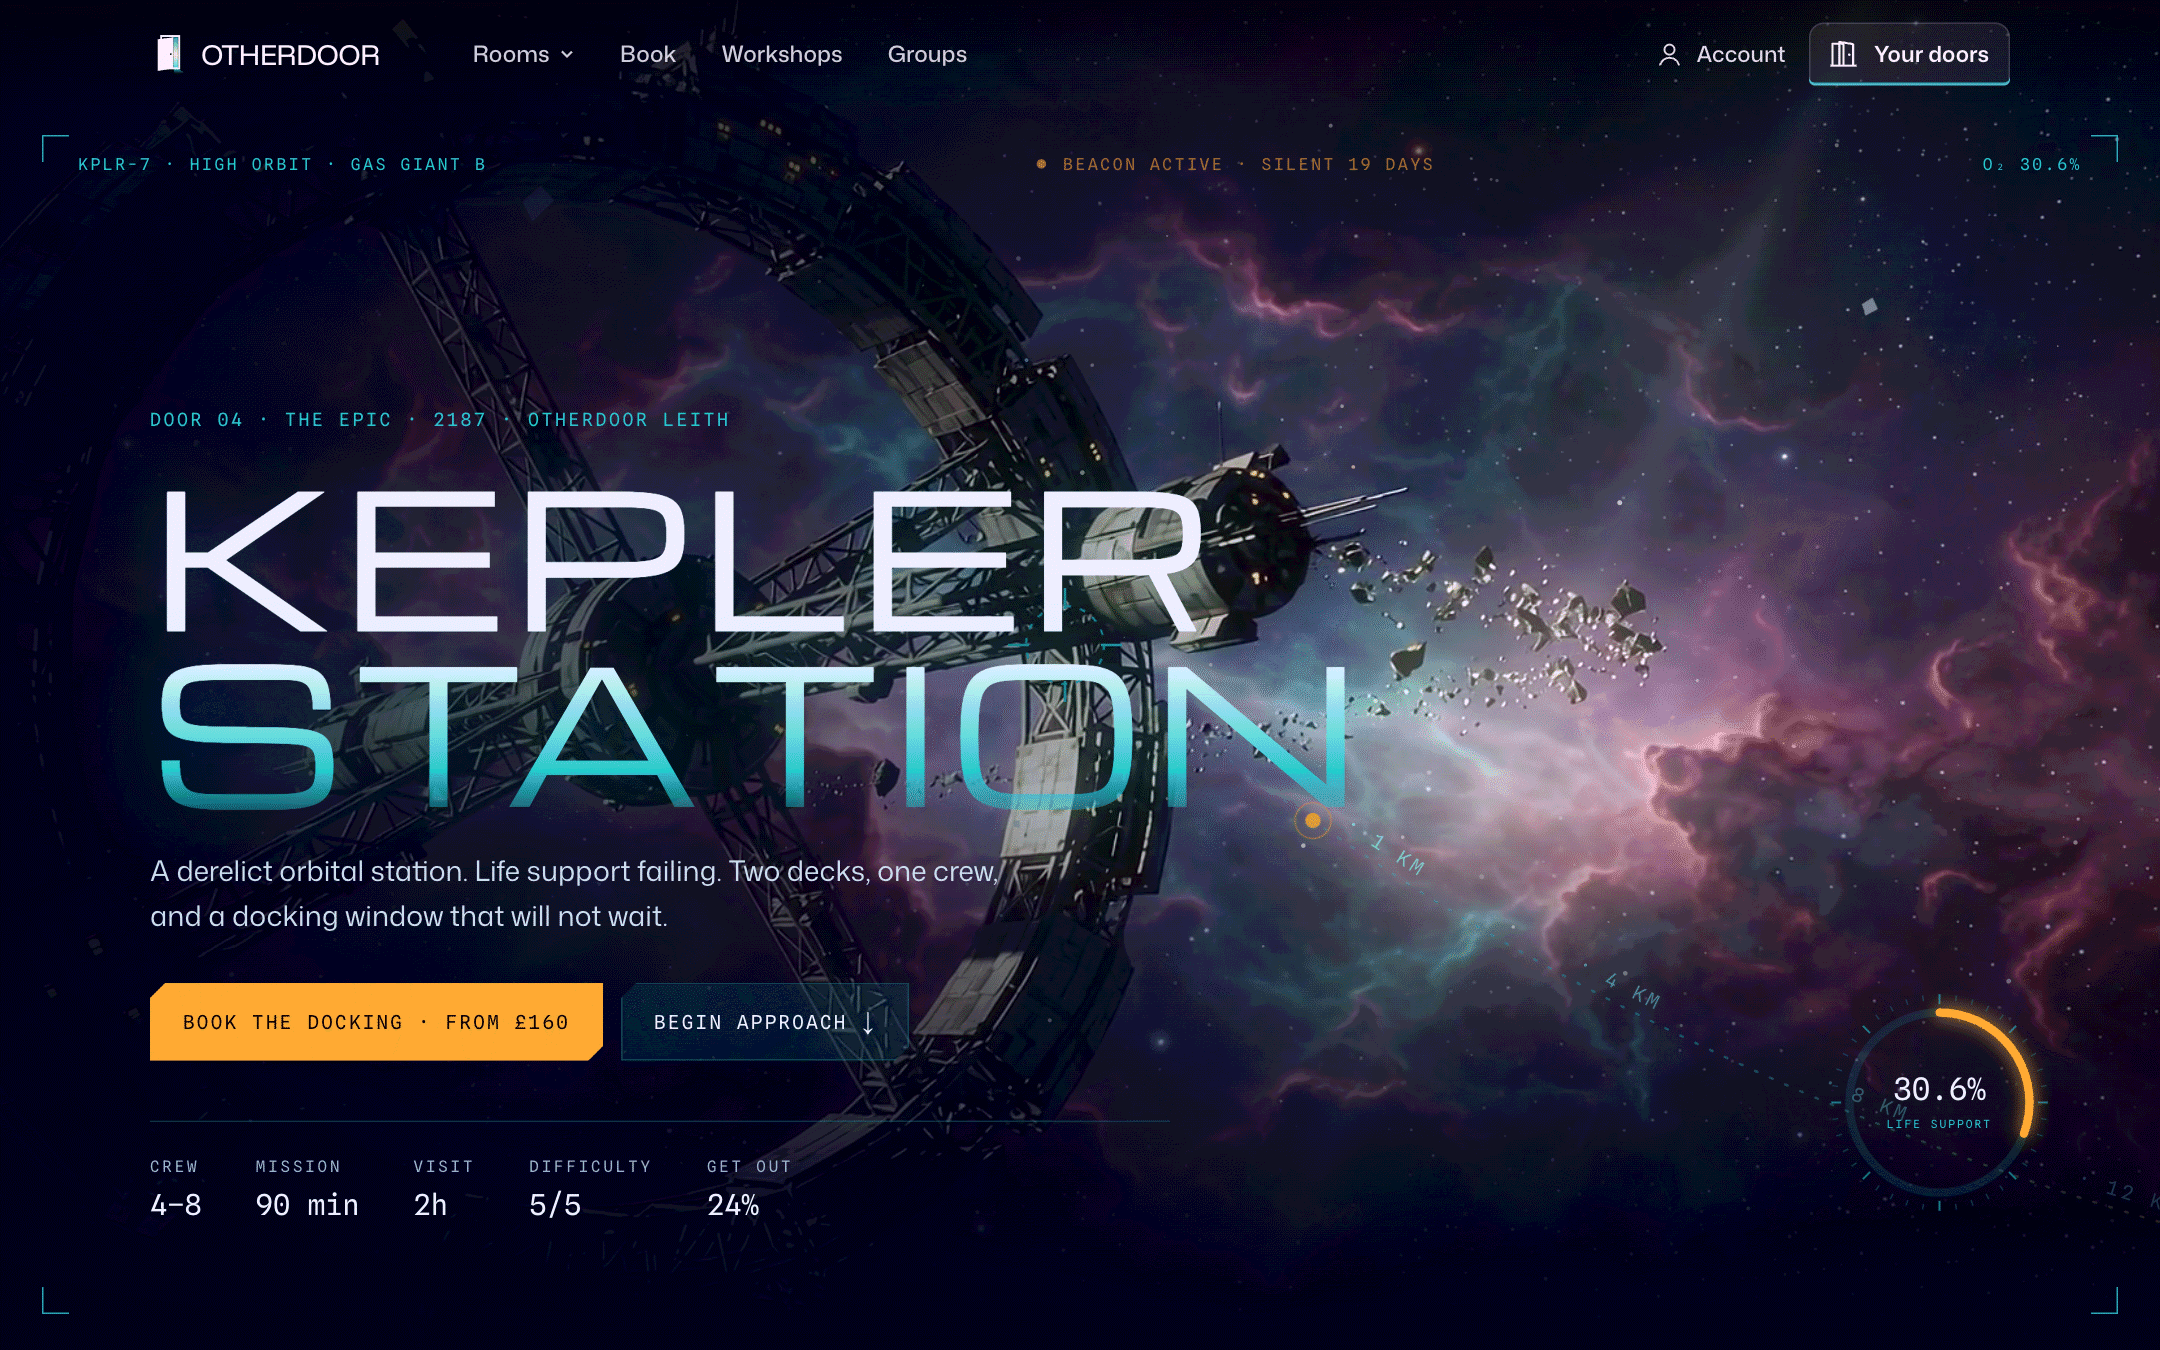 OTHERDOOR
Rooms
Book
Workshops
Groups
Account
Your doors
KPLR-7 · HIGH ORBIT · GAS GIANT B
BEACON ACTIVE · SILENT 19 DAYS
O₂ 30.6%
DOOR 04 · THE EPIC · 2187 · OTHERDOOR LEITH
KEPLER
STATION
A derelict orbital station. Life support failing. Two decks, one crew,
and a docking window that will not wait.
1 KM
4 KM
8 KM
BOOK THE DOCKING · FROM £160
BEGIN APPROACH ↓
30.6%
LIFE SUPPORT
CREW
4–8
MISSION
90 min
VISIT
2h
DIFFICULTY
5/5
GET OUT
24%
12 K